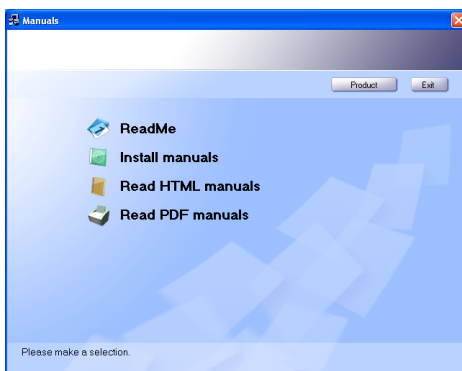 Manuals
Product Exit
ReadMe
Install manuals
Read HTML manuals
Read PDF manuals
Please make a selection.